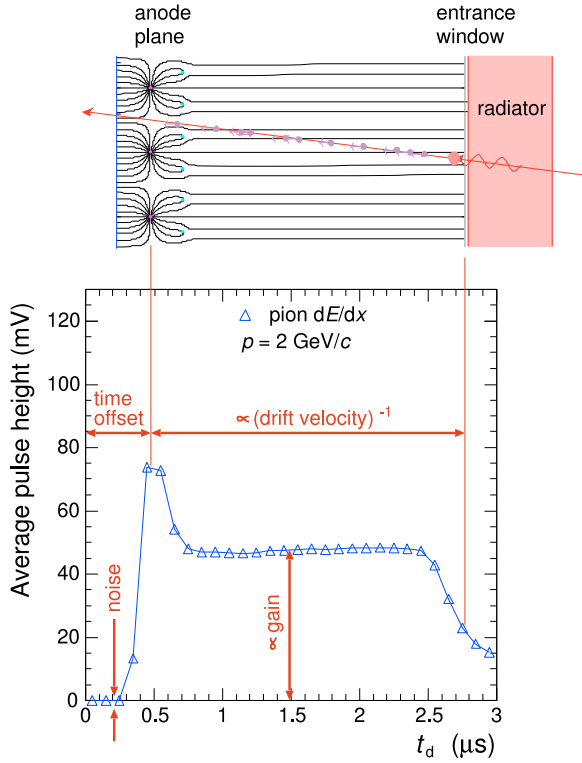 anode
plane
entrance
window
radiator
Average pulse height (mV)
120
100
80
60
40
20
0
pion dE/dx
p = 2 GeV/c
time
offset
∝ (drift velocity) -1
noise
∝ gain
0
0.5
1
1.5
2
2.5
3
t_d (μs)